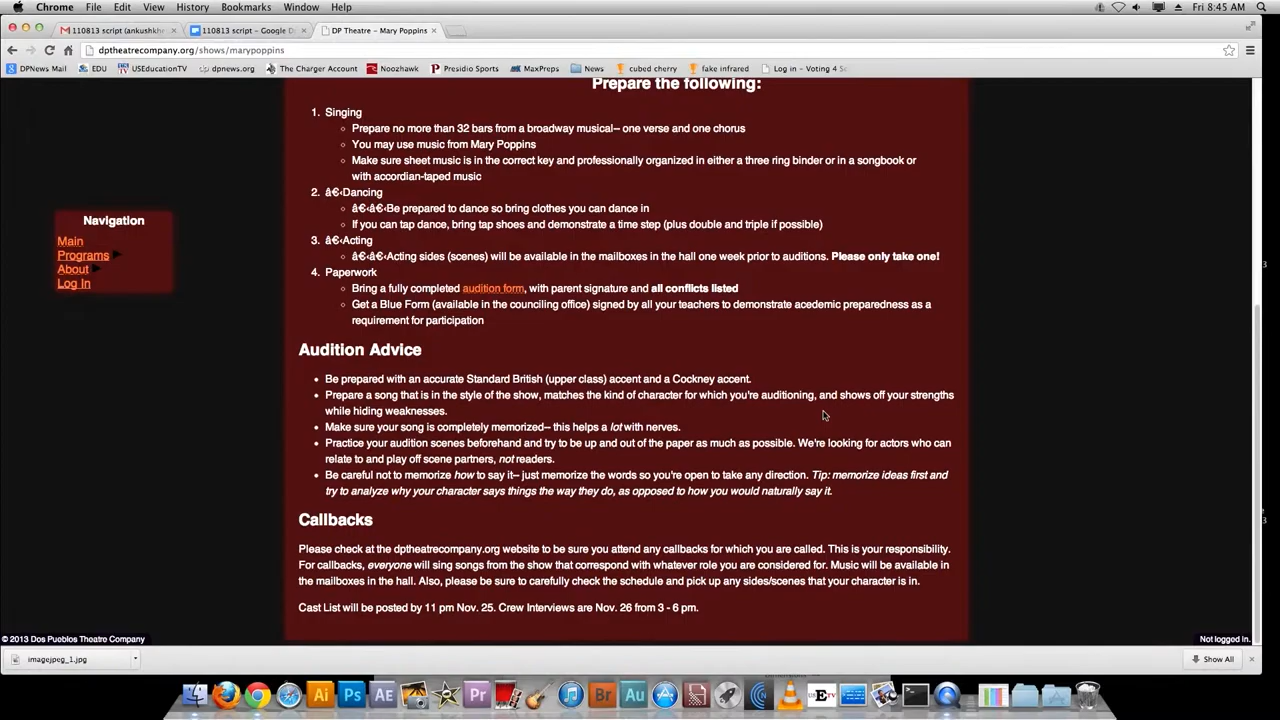 Chrome File Edit View History Bookmarks Window Help Fri 8:45 AM
110813 script (ankushkhe 110813 script – Google D DP Theatre – Mary Poppins
dptheatrecompany.org/shows/marypoppins
DPNews Mail EDU USEducationTV dpnews.org The Charger Account Noozhawk Presidio Sports MaxPreps News cubed cherry fake infrared Log in – Voting 4 Sc
Prepare the following:
1. Singing
Prepare no more than 32 bars from a broadway musical– one verse and one chorus
You may use music from Mary Poppins
Make sure sheet music is in the correct key and professionally organized in either a three ring binder or in a songbook or
with accordian-taped music
2. â€‹Dancing
â€‹â€‹Be prepared to dance so bring clothes you can dance in
If you can tap dance, bring tap shoes and demonstrate a time step (plus double and triple if possible)
3. â€‹Acting
â€‹â€‹Acting sides (scenes) will be available in the mailboxes in the hall one week prior to auditions. Please only take one!
4. Paperwork
Bring a fully completed audition form, with parent signature and all conflicts listed
Get a Blue Form (available in the counciling office) signed by all your teachers to demonstrate acedemic preparedness as a
requirement for participation
Navigation
Main
Programs
About
Log In
Audition Advice
Be prepared with an accurate Standard British (upper class) accent and a Cockney accent.
Prepare a song that is in the style of the show, matches the kind of character for which you're auditioning, and shows off your strengths
while hiding weaknesses.
Make sure your song is completely memorized– this helps a lot with nerves.
Practice your audition scenes beforehand and try to be up and out of the paper as much as possible. We're looking for actors who can
relate to and play off scene partners, not readers.
Be careful not to memorize how to say it– just memorize the words so you're open to take any direction. Tip: memorize ideas first and
try to analyze why your character says things the way they do, as opposed to how you would naturally say it.
Callbacks
Please check at the dptheatrecompany.org website to be sure you attend any callbacks for which you are called. This is your responsibility.
For callbacks, everyone will sing songs from the show that correspond with whatever role you are considered for. Music will be available in
the mailboxes in the hall. Also, please be sure to carefully check the schedule and pick up any sides/scenes that your character is in.
Cast List will be posted by 11 pm Nov. 25. Crew Interviews are Nov. 26 from 3 - 6 pm.
© 2013 Dos Pueblos Theatre Company Not logged in.
imagejpeg_1.jpg Show All
Ai Ps AE Pr Br Au ETV